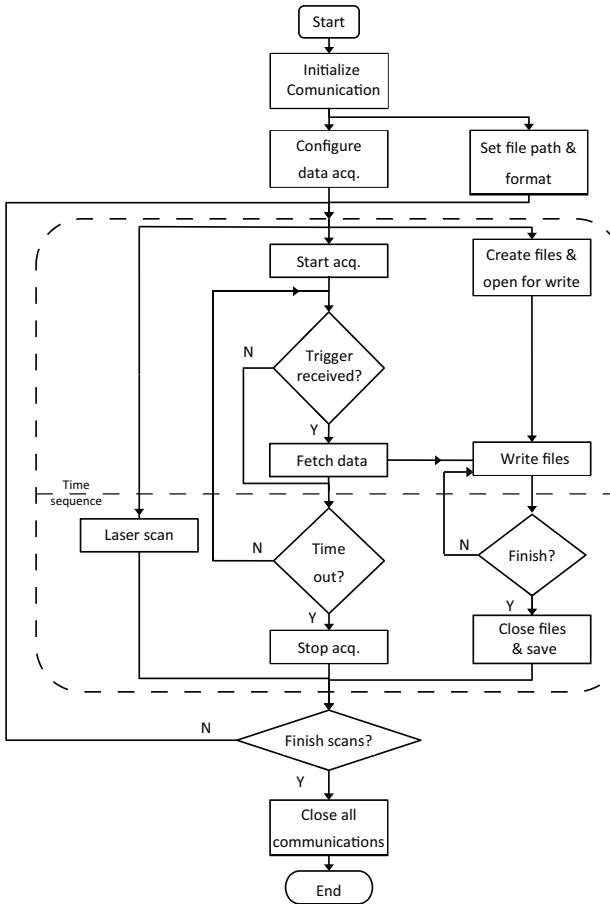 Start
Initialize
Comunication
Configure
data acq.
Set file path &
format
Start acq.
Create files &
open for write
N
Trigger
received?
Y
Fetch data
Write files
Time
sequence
Laser scan
N
Time
out?
N
Finish?
Y
Y
Stop acq.
Close files
& save
N
Finish scans?
Y
Close all
communications
End